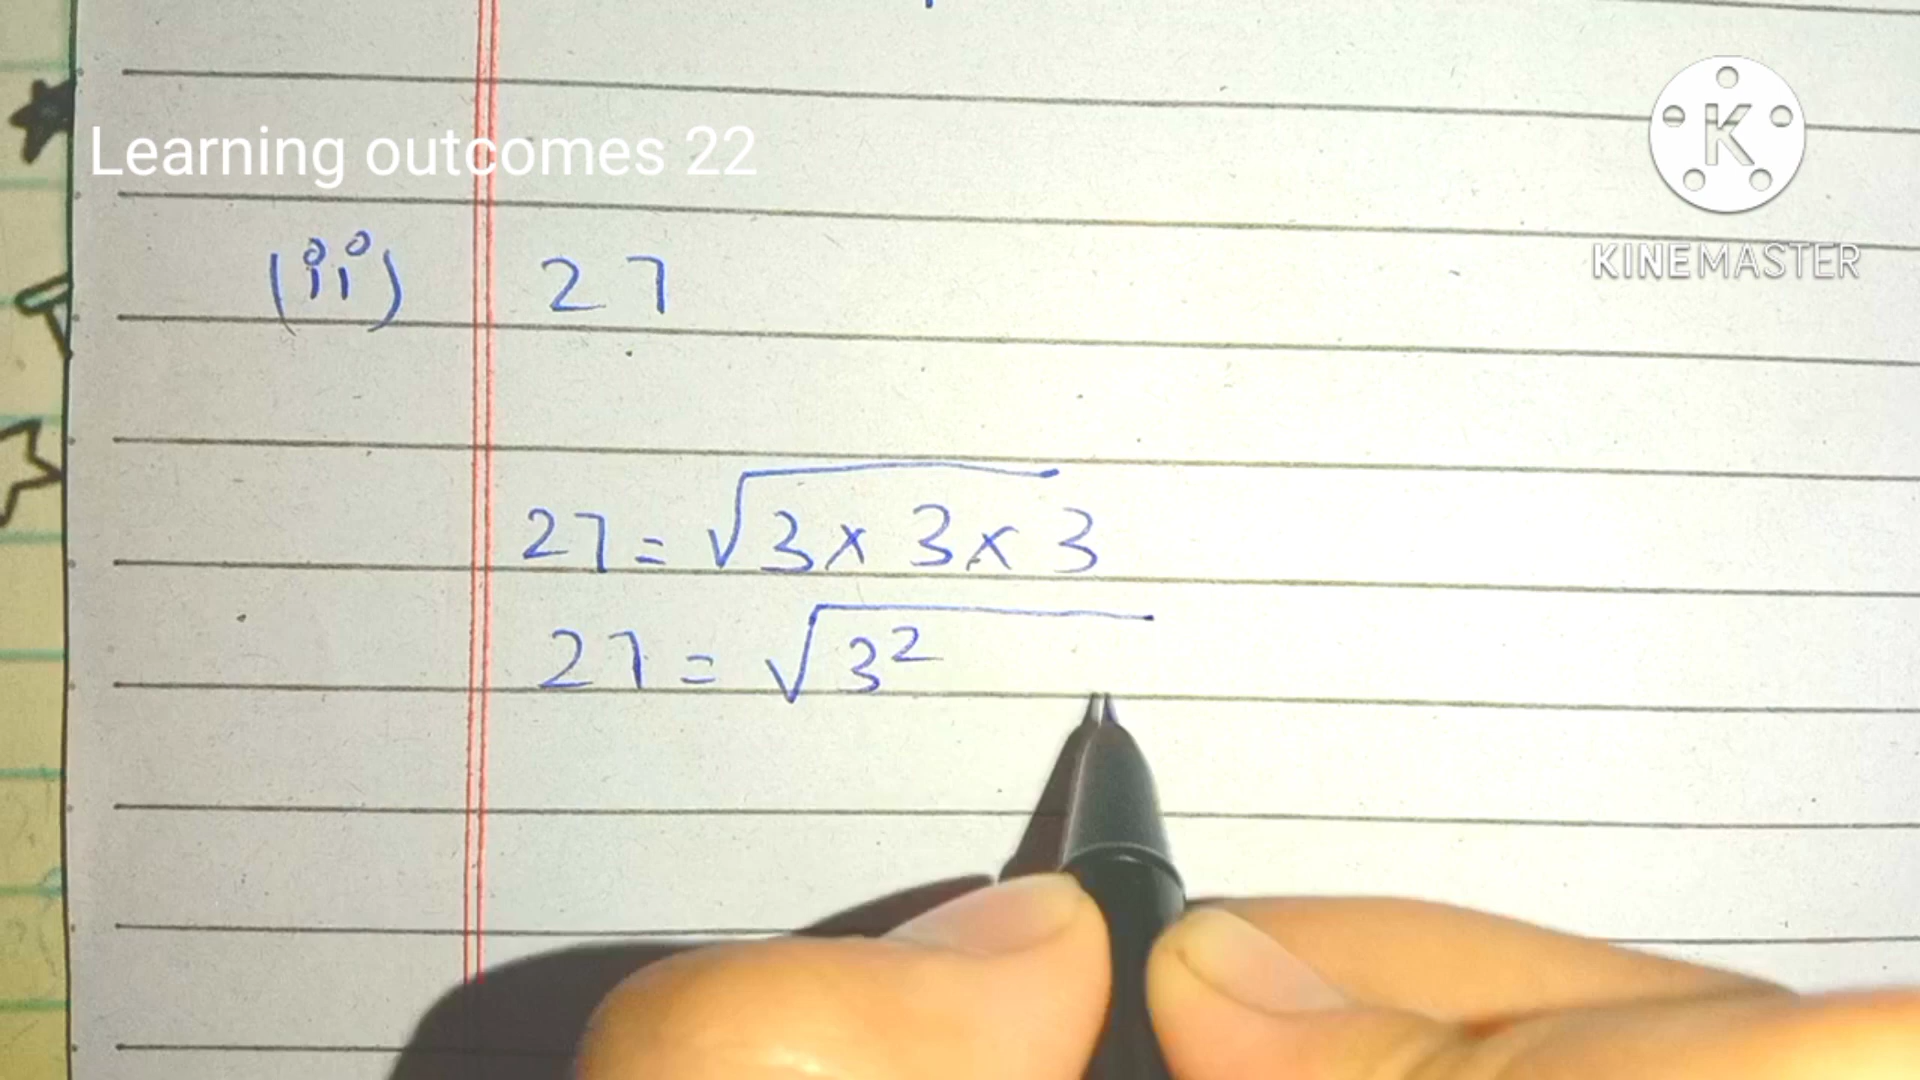 Learning outcomes 22
KINEMASTER
(ii) 27
27 = √3 × 3 × 3
27 = √3²